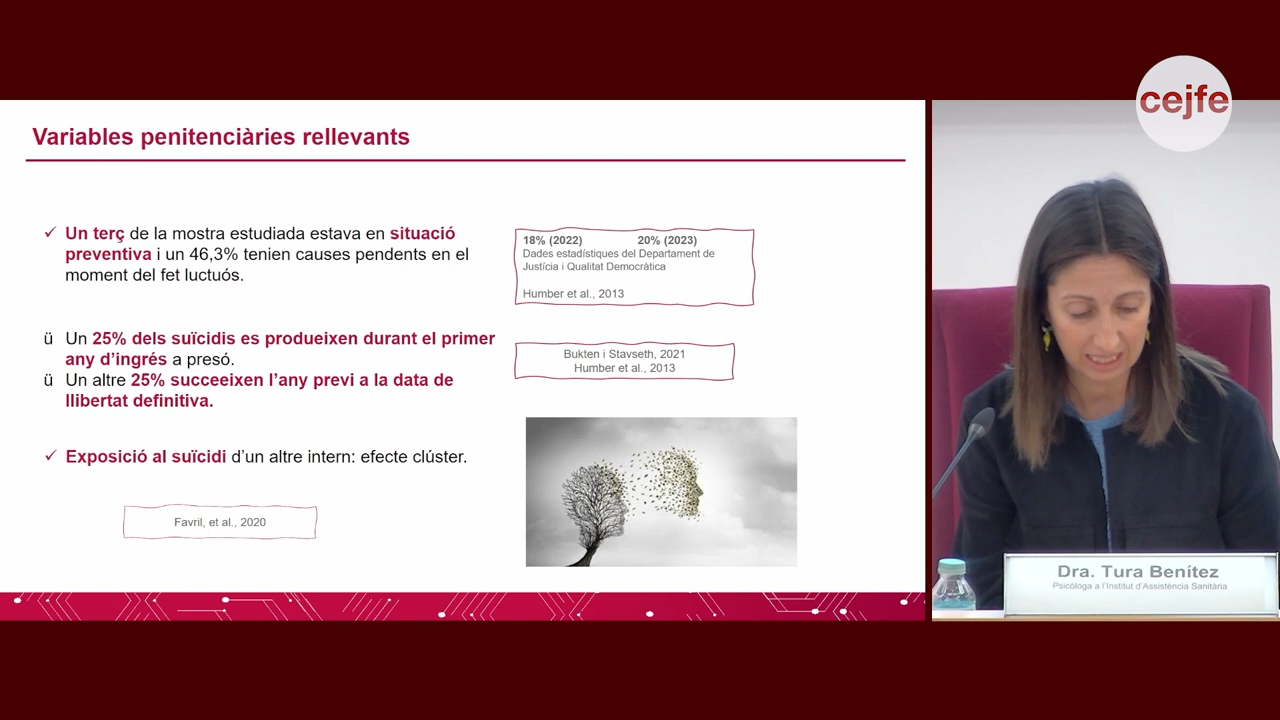 cejfe
Variables penitenciàries rellevants
✓ Un terç de la mostra estudiada estava en situació
preventiva i un 46,3% tenien causes pendents en el
moment del fet luctuós.
18% (2022) 20% (2023)
Dades estadístiques del Departament de
Justícia i Qualitat Democràtica
Humber et al., 2013
ü Un 25% dels suïcidis es produeixen durant el primer
any d’ingrés a presó.
ü Un altre 25% succeeixen l’any previ a la data de
llibertat definitiva.
Bukten i Stavseth, 2021
Humber et al., 2013
✓ Exposició al suïcidi d’un altre intern: efecte clúster.
Favril, et al., 2020
Dra. Tura Benítez
Psicòloga a l’Institut d’Assistència Sanitària